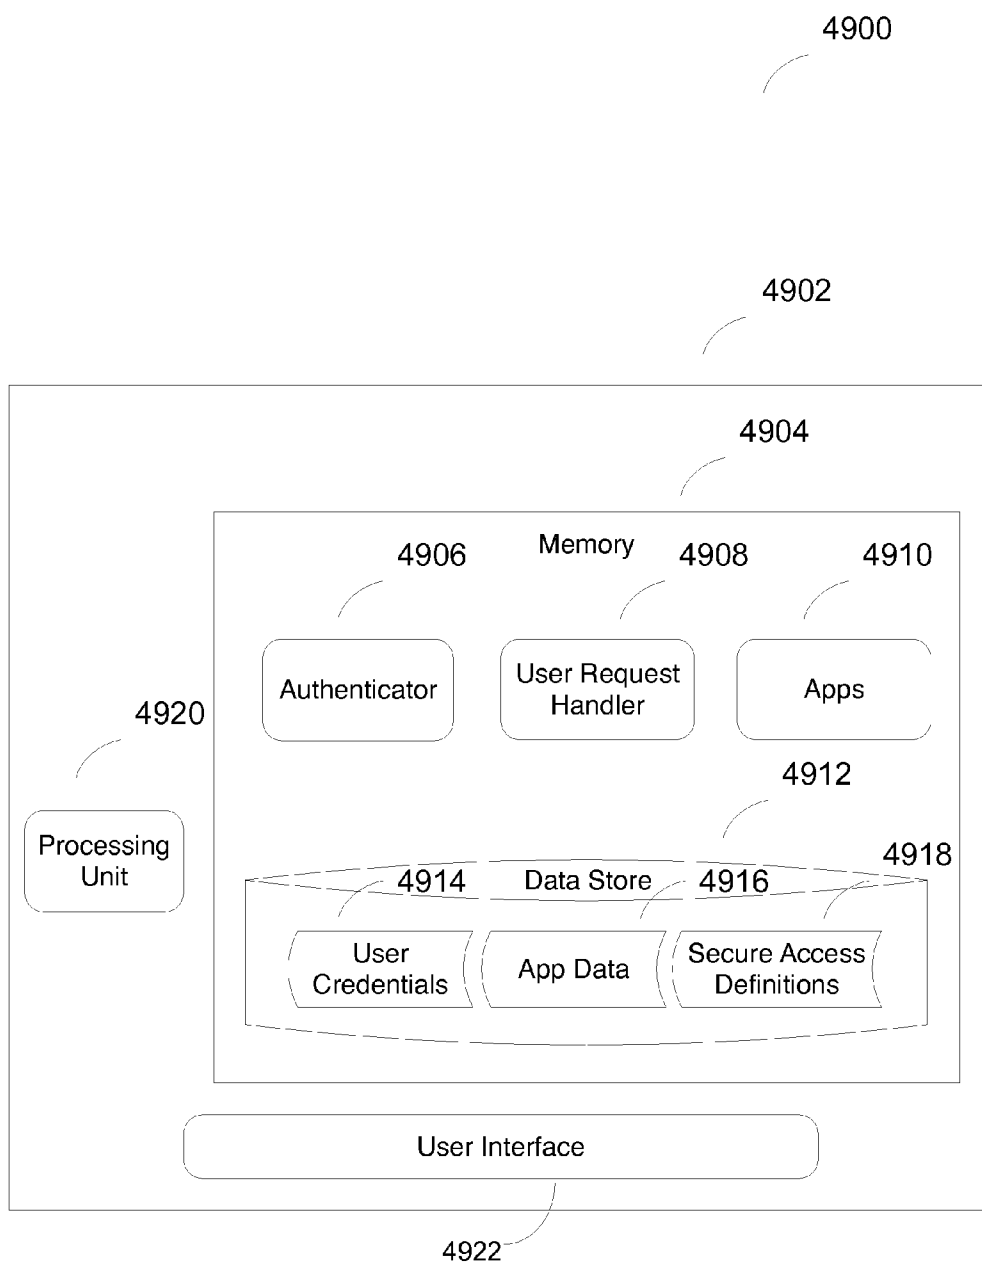 4900
4902
4904
Memory
4906
4908
4910
Authenticator
User Request
Handler
Apps
4920
Processing
Unit
4912
Data Store
4914
4916
4918
User
Credentials
App Data
Secure Access
Definitions
User Interface
4922